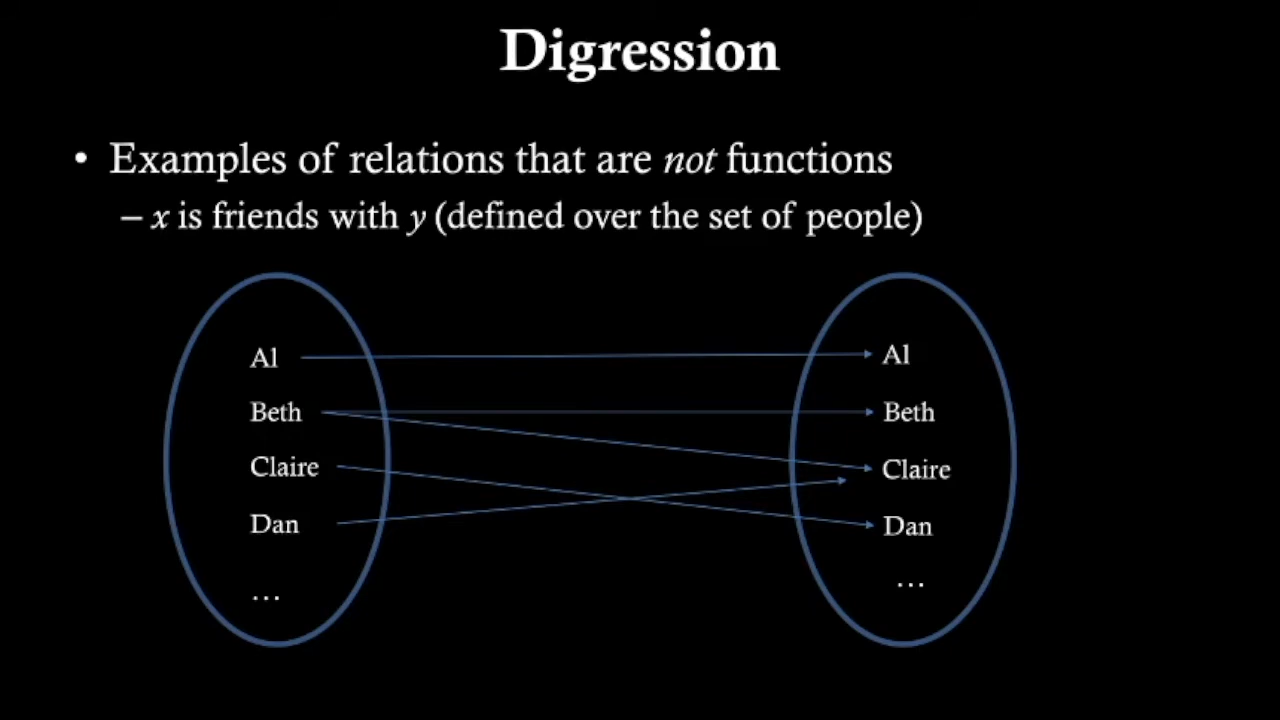 Digression
• Examples of relations that are not functions
– x is friends with y (defined over the set of people)
Al
Beth
Claire
Dan
…
Al
Beth
Claire
Dan
…